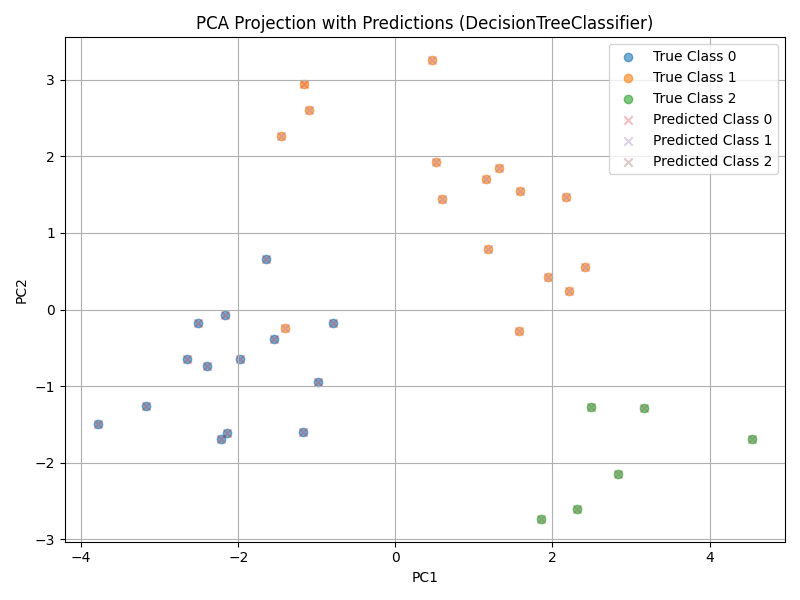 PCA Projection with Predictions (DecisionTreeClassifier)
True Class 0
True Class 1
True Class 2
Predicted Class 0
Predicted Class 1
Predicted Class 2
PC2
3
2
1
0
−1
−2
−3
−4 −2 0 2 4
PC1